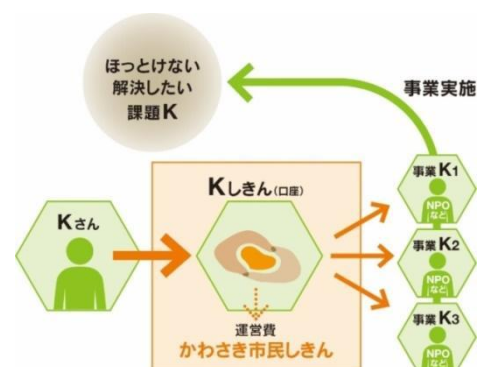 ほっとけない
解決したい
課題K
事業実施
Kさん
Kしきん(口座)
運営費
かわさき市民しきん
事業K1
NPO
など
事業K2
NPO
など
事業K3
NPO
など